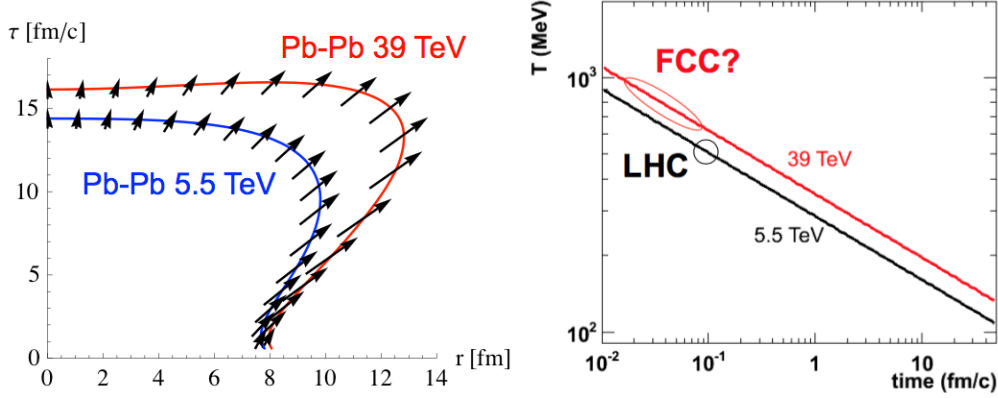 τ [fm/c]
Pb-Pb 39 TeV
Pb-Pb 5.5 TeV
15
10
5
0
0 2 4 6 8 10 12 14
r [fm]
T (MeV)
10³
10²
FCC?
LHC
39 TeV
5.5 TeV
10⁻² 10⁻¹ 1 10
time (fm/c)